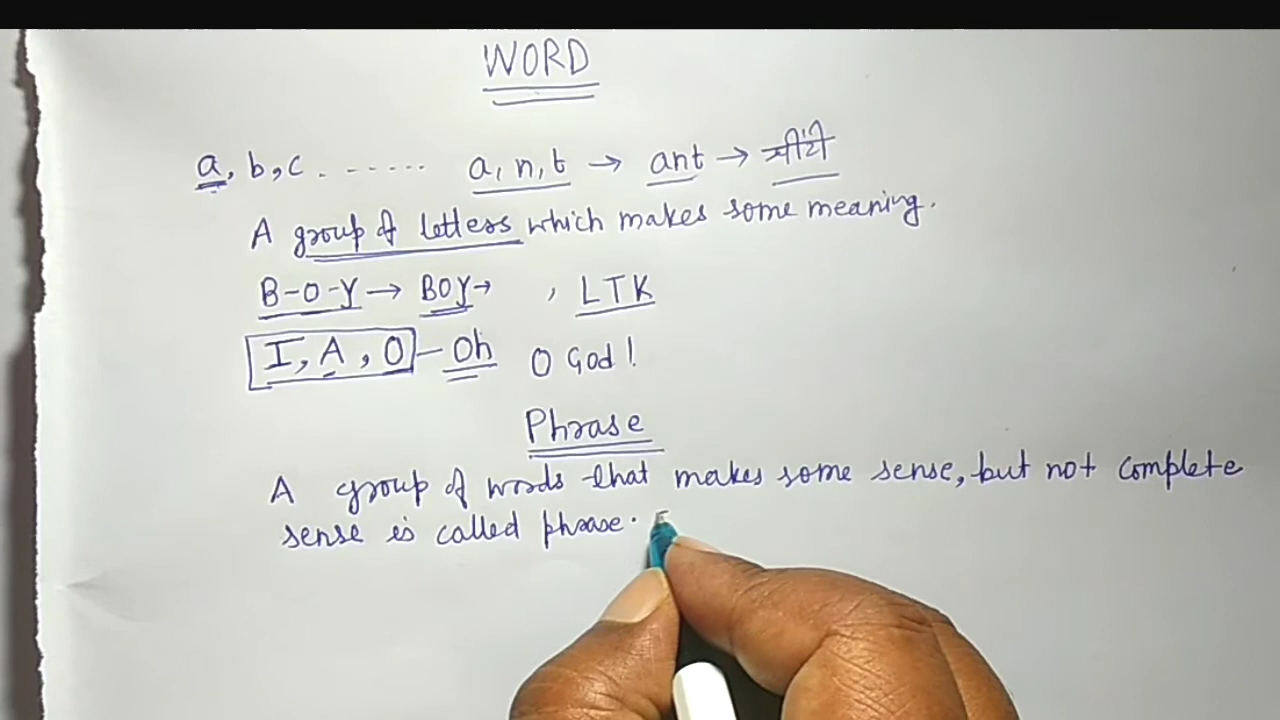 WORD
a, b, c . - - - - - .. a, n, t → ant → चींटी
A group of letters which makes some meaning.
B-O-Y → BOY → , LTK
I, A, O - Oh O God!
Phrase
A group of words that makes some sense, but not complete
sense is called phrase.